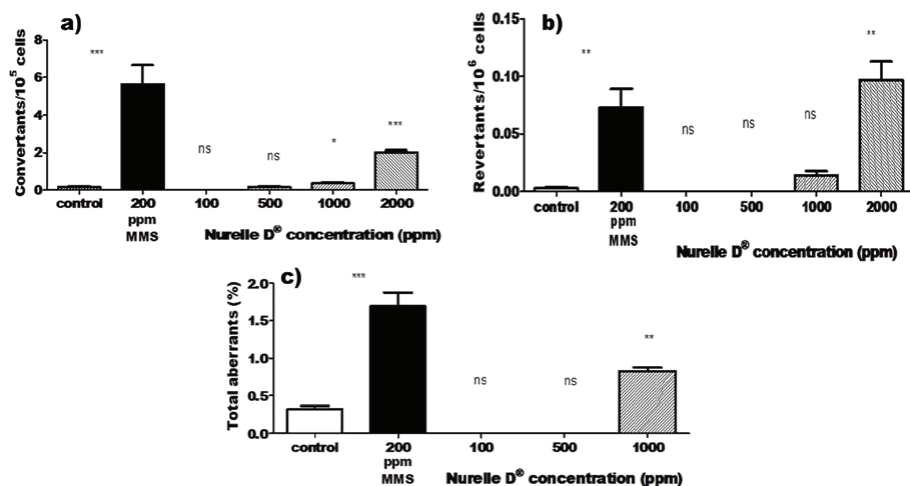 a)
Convertants/10⁵ cells
8
6
4
2
0
***
ns
ns
*
***
control
200
ppm
MMS
100
500
1000
2000
Nurelle D® concentration (ppm)
b)
Revertants/10⁶ cells
0.15
0.10
0.05
0.00
**
ns
ns
ns
**
control
200
ppm
MMS
100
500
1000
2000
Nurelle D® concentration (ppm)
c)
Total aberrants (%)
2.0
1.5
1.0
0.5
0.0
***
ns
ns
**
control
200
ppm
MMS
100
500
1000
Nurelle D® concentration (ppm)